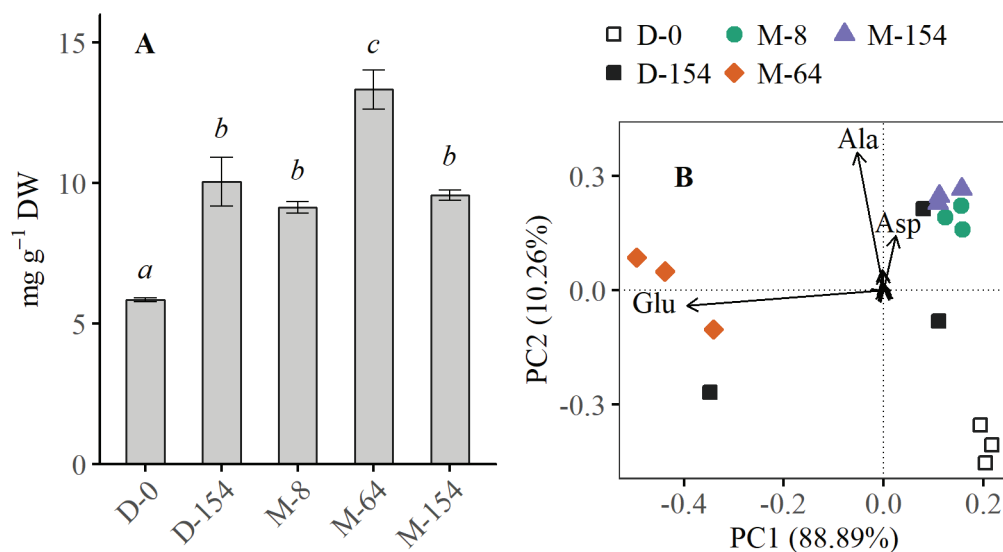 A
mg g⁻¹ DW
15
10
5
0
a
b
b
c
b
D-0
D-154
M-8
M-64
M-154
D-0
M-8
M-154
D-154
M-64
B
PC2 (10.26%)
0.3
0.0
-0.3
Ala
Asp
Glu
-0.4
-0.2
0.0
0.2
PC1 (88.89%)